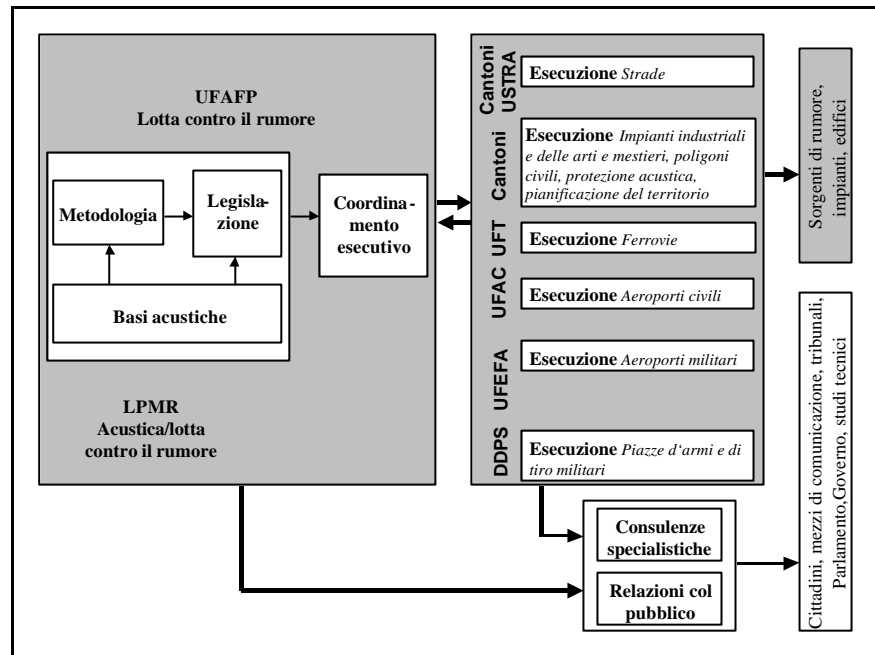 UFAFP
Lotta contro il rumore
Metodologia
Legisla-
zione
Basi acustiche
Coordina-
mento
esecutivo
LPMR
Acustica/lotta
contro il rumore
Cantoni
USTRA
Esecuzione Strade
Cantoni
Esecuzione Impianti industriali
e delle arti e mestieri, poligoni
civili, protezione acustica,
pianificazione del territorio
UFT
Esecuzione Ferrovie
UFAC
Esecuzione Aeroporti civili
UFEFA
Esecuzione Aeroporti militari
DDPS
Esecuzione Piazze d‘armi e di
tiro militari
Consulenze
specialistiche
Relazioni col
pubblico
Sorgenti di rumore,
impianti, edifici
Cittadini, mezzi di comunicazione, tribunali,
Parlamento,Governo, studi tecnici